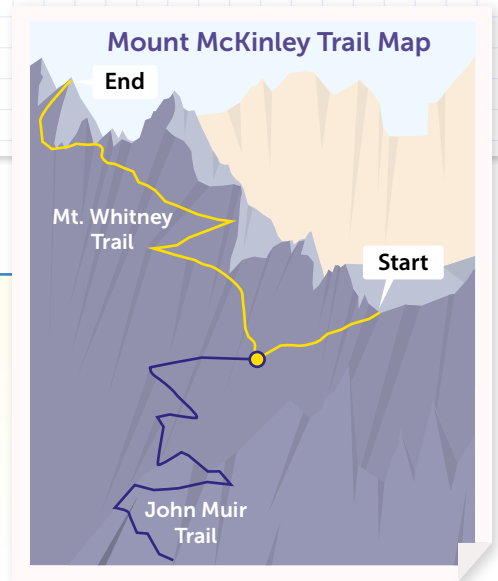 Mount McKinley Trail Map
End
Mt. Whitney
Trail
Start
John Muir
Trail